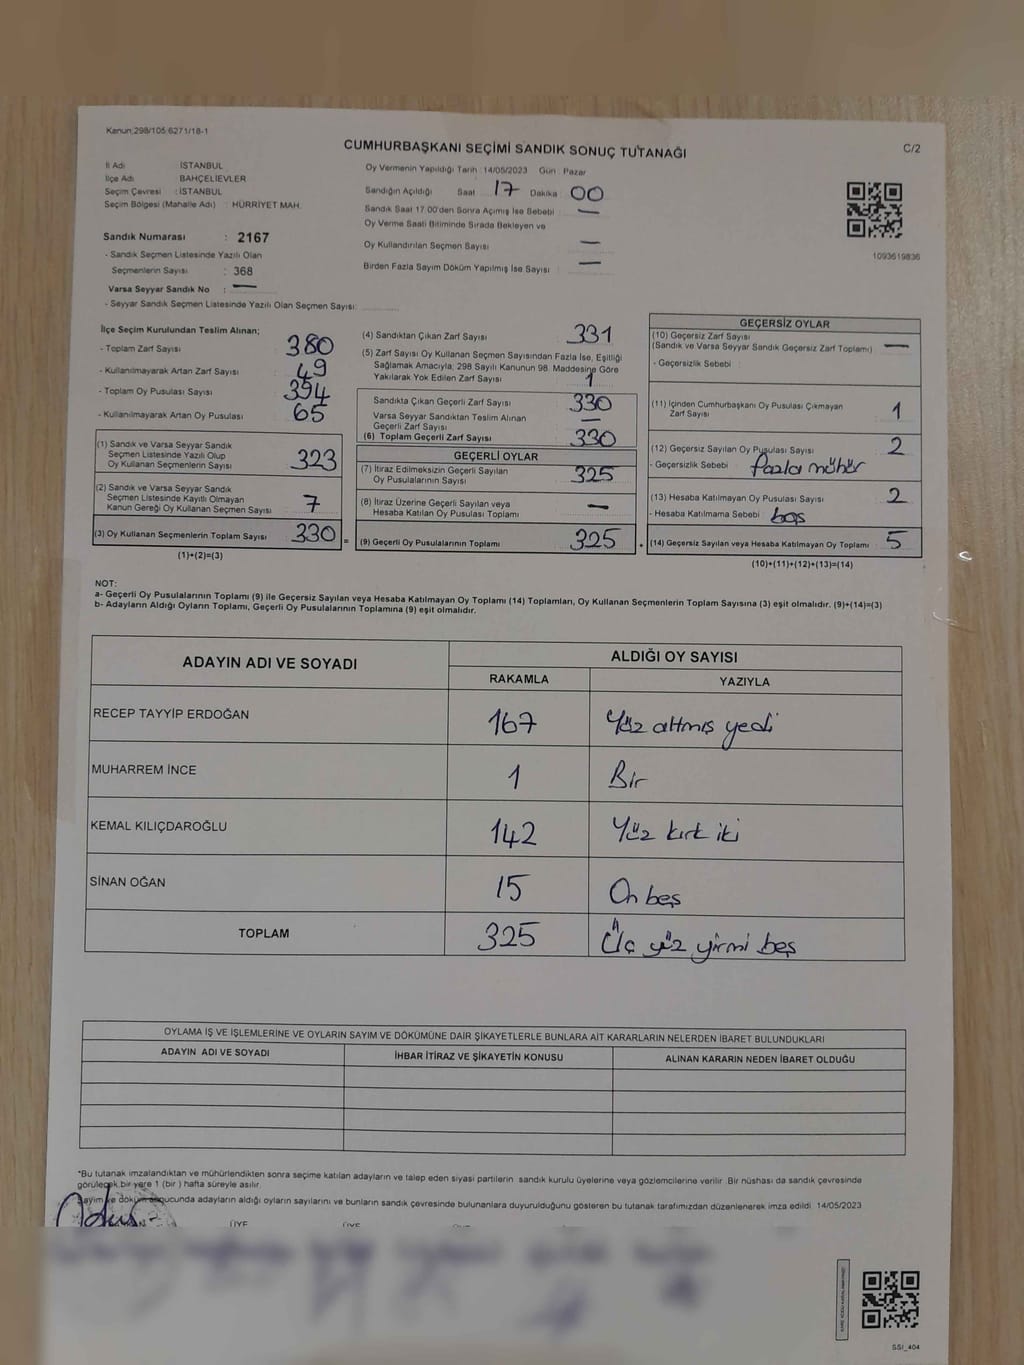 Kanun;298/105 6271/18-1
CUMHURBAŞKANI SEÇİMİ SANDIK SONUÇ TUTANAĞI
C/2
İl Adı : İSTANBUL
İlçe Adı : BAHÇELİEVLER
Seçim Çevresi : İSTANBUL
Seçim Bölgesi (Mahalle Adı) : HÜRRİYET MAH.
Sandık Numarası : 2167
- Sandık Seçmen Listesinde Yazılı Olan
Seçmenlerin Sayısı : 368
Varsa Seyyar Sandık No : —
- Seyyar Sandık Seçmen Listesinde Yazılı Olan Seçmen Sayısı:
Oy Vermenin Yapıldığı Tarih :14/05/2023 Gün : Pazar
Sandığın Açıldığı Saat 17 Dakika 00
Sandık Saat 17.00'den Sonra Açılmış İse Sebebi : —
Oy Verme Saati Bitiminde Sırada Bekleyen ve
Oy Kullandırılan Seçmen Sayısı : —
Birden Fazla Sayım Döküm Yapılmış İse Sayısı : —
1093619836
İlçe Seçim Kurulundan Teslim Alınan;
- Toplam Zarf Sayısı : 380
- Kullanılmayarak Artan Zarf Sayısı : 49
- Toplam Oy Pusulası Sayısı : 394
- Kullanılmayarak Artan Oy Pusulası : 65
(1) Sandık ve Varsa Seyyar Sandık
Seçmen Listesinde Yazılı Olup
Oy Kullanan Seçmenlerin Sayısı : 323
(2) Sandık ve Varsa Seyyar Sandık
Seçmen Listesinde Kayıtlı Olmayan
Kanun Gereği Oy Kullanan Seçmen Sayısı : 7
(3) Oy Kullanan Seçmenlerin Toplam Sayısı : 330 =
(1)+(2)=(3)
(4) Sandıktan Çıkan Zarf Sayısı : 331
(5) Zarf Sayısı Oy Kullanan Seçmen Sayısından Fazla İse, Eşitliği
Sağlamak Amacıyla; 298 Sayılı Kanunun 98. Maddesine Göre
Yakılarak Yok Edilen Zarf Sayısı : 1
Sandıkta Çıkan Geçerli Zarf Sayısı : 330
Varsa Seyyar Sandıktan Teslim Alınan
Geçerli Zarf Sayısı : —
(6) Toplam Geçerli Zarf Sayısı : 330
GEÇERLİ OYLAR
(7) İtiraz Edilmeksizin Geçerli Sayılan
Oy Pusulalarının Sayısı : 325
(8) İtiraz Üzerine Geçerli Sayılan veya
Hesaba Katılan Oy Pusulası Toplamı : —
(9) Geçerli Oy Pusulalarının Toplamı : 325 +
GEÇERSİZ OYLAR
(10) Geçersiz Zarf Sayısı
(Sandık ve Varsa Seyyar Sandık Geçersiz Zarf Toplamı) : —
- Geçersizlik Sebebi :
(11) İçinden Cumhurbaşkanı Oy Pusulası Çıkmayan
Zarf Sayısı : 1
(12) Geçersiz Sayılan Oy Pusulası Sayısı : 2
- Geçersizlik Sebebi : fazla mühür
(13) Hesaba Katılmayan Oy Pusulası Sayısı : 2
- Hesaba Katılmama Sebebi : boş
(14) Geçersiz Sayılan veya Hesaba Katılmayan Oy Toplamı : 5
(10)+(11)+(12)+(13)=(14)
NOT:
a- Geçerli Oy Pusulalarının Toplamı (9) ile Geçersiz Sayılan veya Hesaba Katılmayan Oy Toplamı (14) Toplamları, Oy Kullanan Seçmenlerin Toplam Sayısına (3) eşit olmalıdır. (9)+(14)=(3)
b- Adayların Aldığı Oyların Toplamı, Geçerli Oy Pusulalarının Toplamına (9) eşit olmalıdır.
ADAYIN ADI VE SOYADI ALDIĞI OY SAYISI
RAKAMLA YAZIYLA
RECEP TAYYİP ERDOĞAN 167 Yüz altmış yedi
MUHARREM İNCE 1 Bir
KEMAL KILIÇDAROĞLU 142 Yüz kırk iki
SİNAN OĞAN 15 On beş
TOPLAM 325 Üç yüz yirmi beş
OYLAMA İŞ VE İŞLEMLERİNE VE OYLARIN SAYIM VE DÖKÜMÜNE DAİR ŞİKAYETLERLE BUNLARA AİT KARARLARIN NELERDEN İBARET BULUNDUKLARI
ADAYIN ADI VE SOYADI İHBAR İTİRAZ VE ŞİKAYETİN KONUSU ALINAN KARARIN NEDEN İBARET OLDUĞU
*Bu tutanak imzalandıktan ve mühürlendikten sonra seçime katılan adayların ve talep eden siyasi partilerin sandık kurulu üyelerine veya gözlemcilerine verilir. Bir nüshası da sandık çevresinde
görülecek bir yere 1 (bir ) hafta süreyle asılır.
Sayım ve döküm sonucunda adayların aldığı oyların sayılarını ve bunların sandık çevresinde bulunanlara duyurulduğunu gösteren bu tutanak tarafımızdan düzenlenerek imza edildi 14/05/2023
ÜYE ÜYE
SSI_404